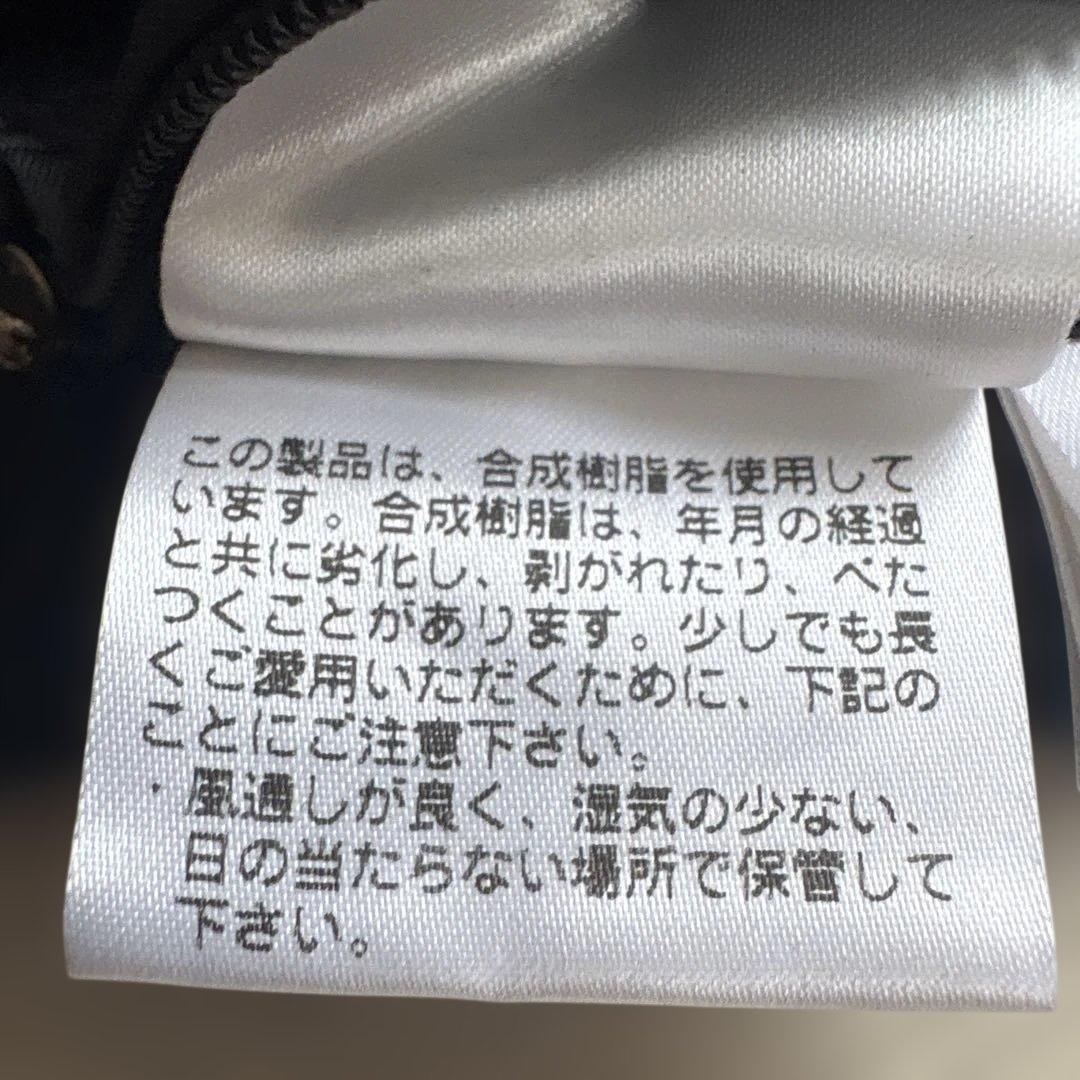 この製品は、合成樹脂を使用して
います。合成樹脂は、年月の経過
と共に劣化し、剥がれたり、べた
つくことがあります。少しでも長
くご愛用いただくために、下記の
ことにご注意下さい。
・風通しが良く、湿気の少ない、
日の当たらない場所で保管して
下さい。